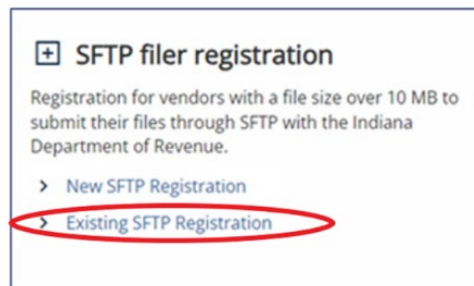 SFTP filer registration
Registration for vendors with a file size over 10 MB to
submit their files through SFTP with the Indiana
Department of Revenue.
> New SFTP Registration
> Existing SFTP Registration